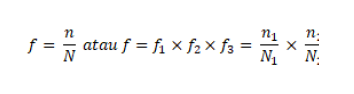 f = n/N atau f = f₁ × f₂ × f₃ = n₁/N₁ × n/N